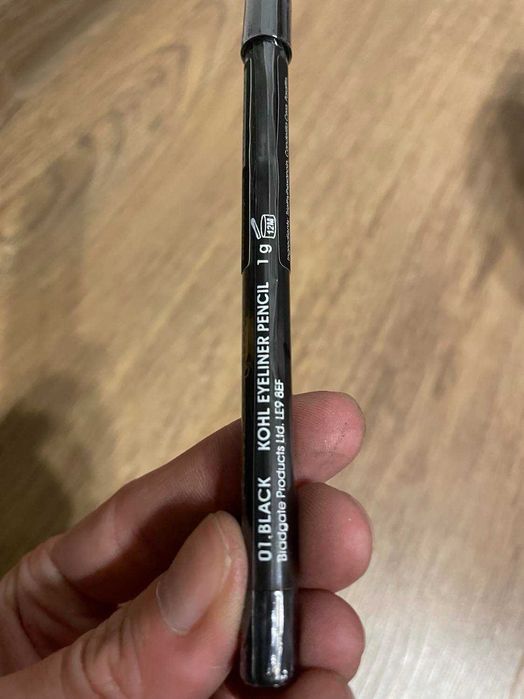 01.BLACK KOHL EYELINER PENCIL 1 g 12M
Bladgate Products Ltd. LE9 8EF